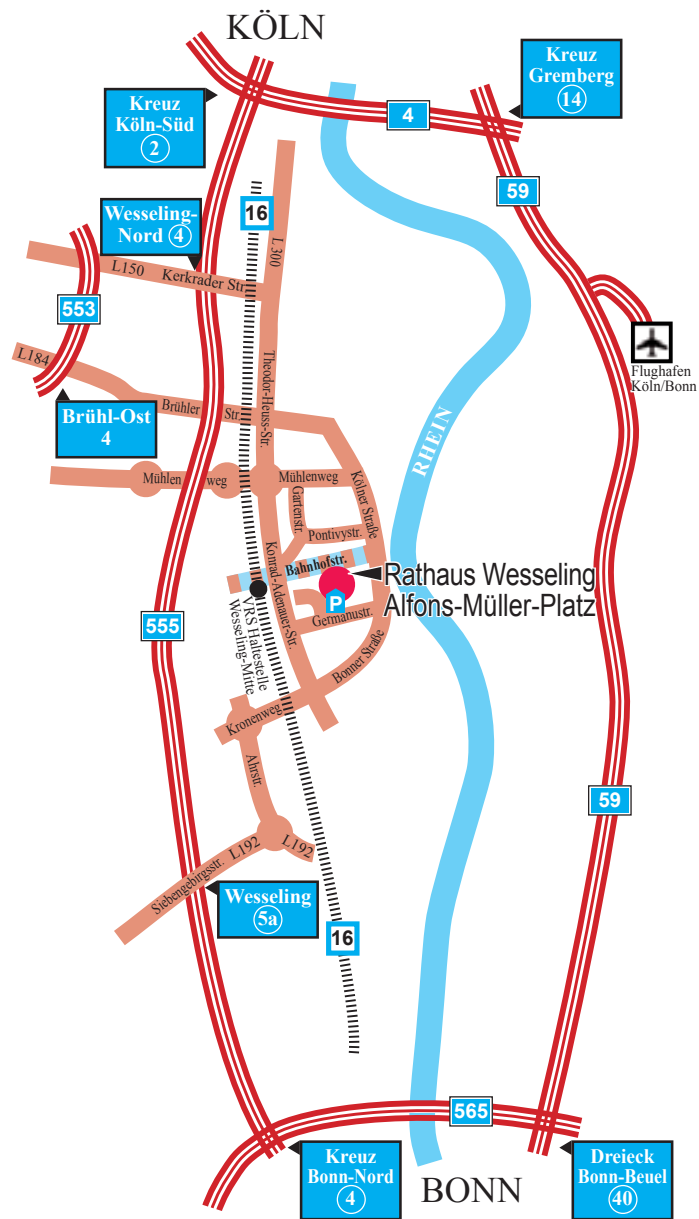 KÖLN
Kreuz
Gremberg
14
Kreuz
Köln-Süd
2
4
59
Wesseling-
Nord 4
16
L 300
L150 Kerkrader Str.
553
Flughafen
Köln/Bonn
L184
Theodor-Heuss-Str.
Brühl-Ost
4
Brühler Str.
RHEIN
Mühlen weg
Mühlenweg
Kölner Straße
Gartenstr.
Pontivystr.
Bahnhofstr.
Konrad-Adenauer-Str.
Rathaus Wesseling
Alfons-Müller-Platz
P
Germanustr.
VRS Haltestelle
Wesseling-Mitte
555
Bonner Straße
Kronenweg
Ahrstr.
59
L192
L192
Siebengebirgsstr.
Wesseling
5a
16
565
Kreuz
Bonn-Nord
4
BONN
Dreieck
Bonn-Beuel
40